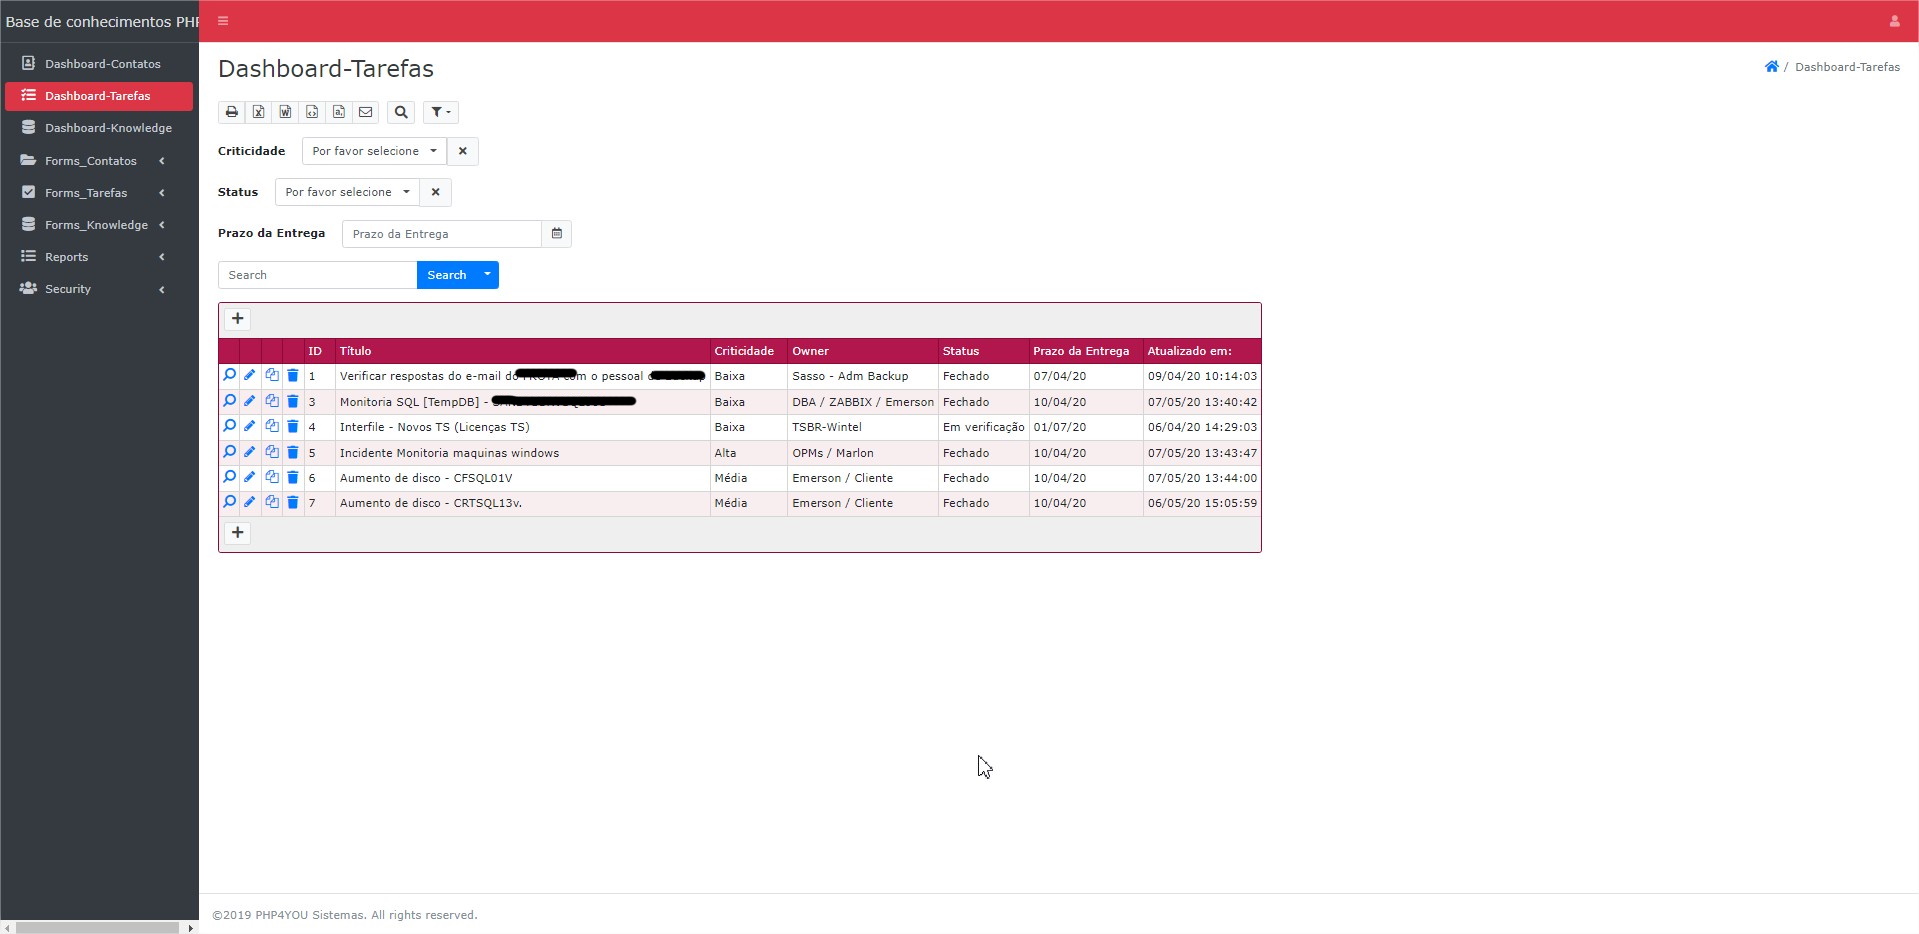 Base de conhecimentos PHP
Dashboard-Contatos
Dashboard-Tarefas
Dashboard-Knowledge
Forms_Contatos
Forms_Tarefas
Forms_Knowledge
Reports
Security
Dashboard-Tarefas
/ Dashboard-Tarefas
Criticidade Por favor selecione
Status Por favor selecione
Prazo da Entrega Prazo da Entrega
Search Search
ID Título Criticidade Owner Status Prazo da Entrega Atualizado em:
1 Verificar respostas do e-mail do com o pessoal Baixa Sasso - Adm Backup Fechado 07/04/20 09/04/20 10:14:03
3 Monitoria SQL [TempDB] - Baixa DBA / ZABBIX / Emerson Fechado 10/04/20 07/05/20 13:40:42
4 Interfile - Novos TS (Licenças TS) Baixa TSBR-Wintel Em verificação 01/07/20 06/04/20 14:29:03
5 Incidente Monitoria maquinas windows Alta OPMs / Marlon Fechado 10/04/20 07/05/20 13:43:47
6 Aumento de disco - CFSQL01V Média Emerson / Cliente Fechado 10/04/20 07/05/20 13:44:00
7 Aumento de disco - CRTSQL13v. Média Emerson / Cliente Fechado 10/04/20 06/05/20 15:05:59
©2019 PHP4YOU Sistemas. All rights reserved.